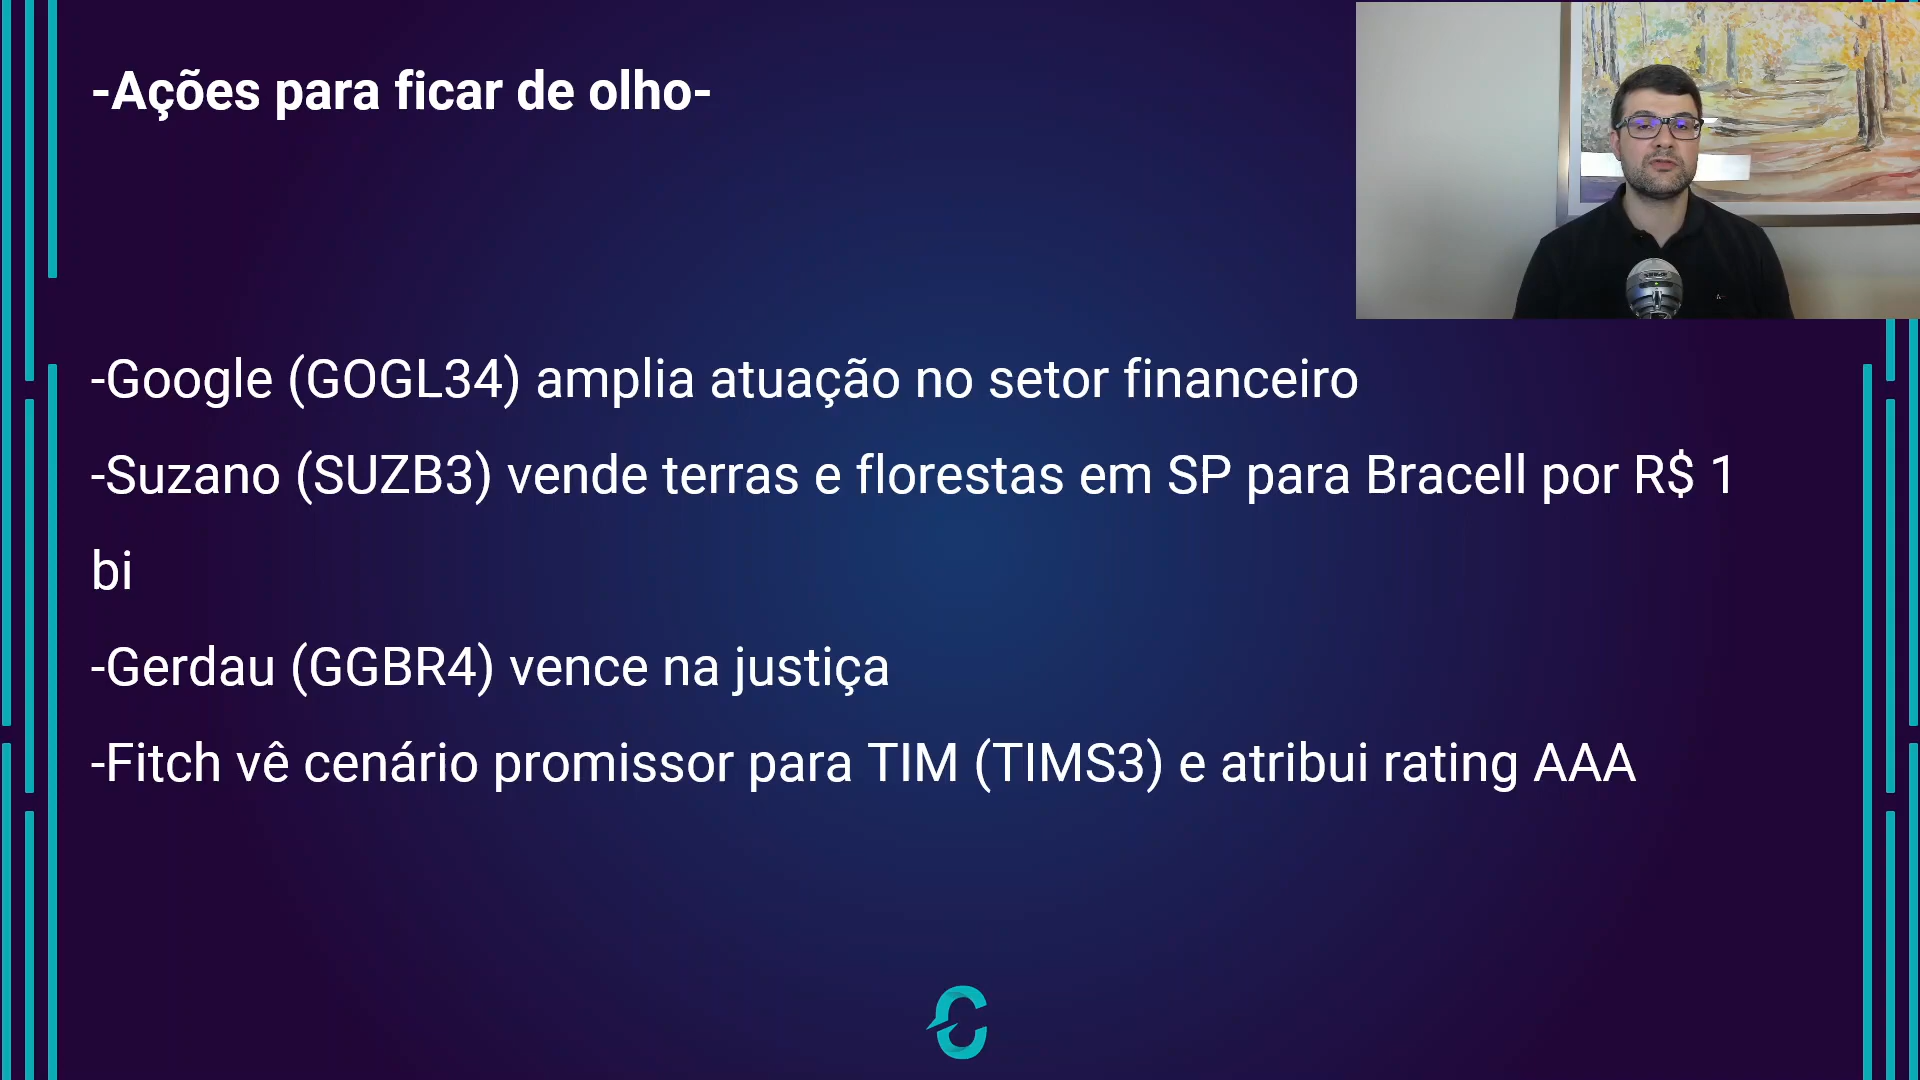 -Ações para ficar de olho-
-Google (GOGL34) amplia atuação no setor financeiro
-Suzano (SUZB3) vende terras e florestas em SP para Bracell por R$ 1
bi
-Gerdau (GGBR4) vence na justiça
-Fitch vê cenário promissor para TIM (TIMS3) e atribui rating AAA